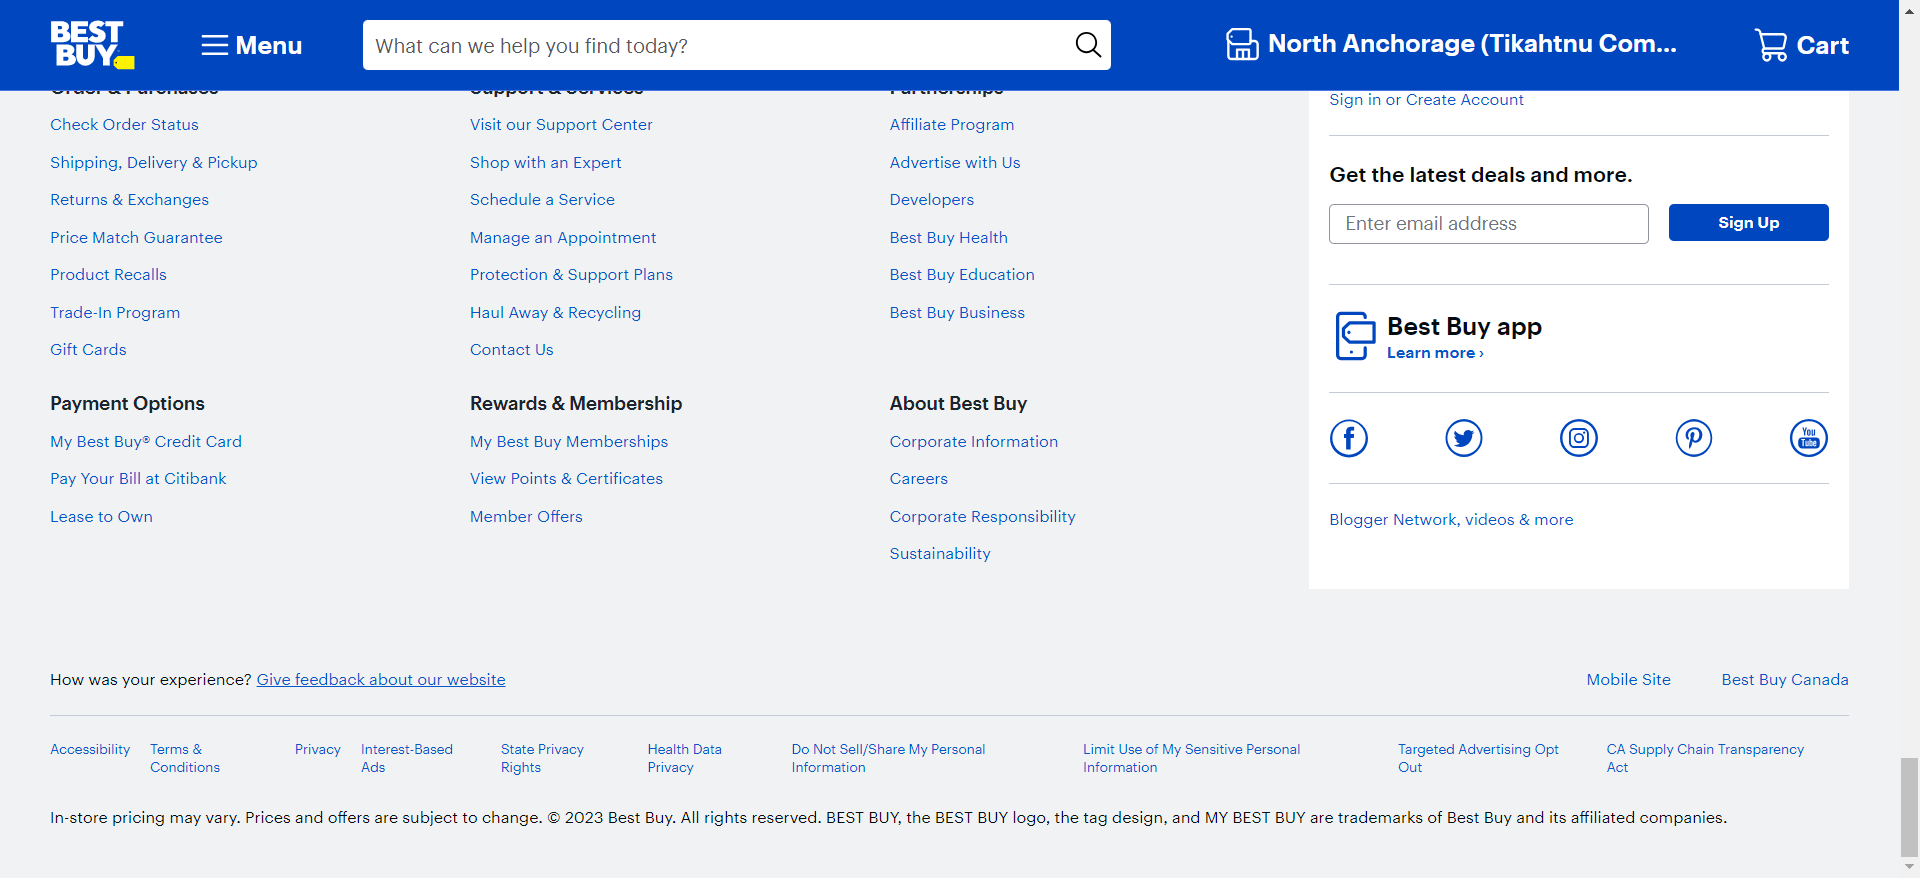 BEST
BUY
Menu
What can we help you find today?
North Anchorage (Tikahtnu Com...
Cart
Order & Purchases
Check Order Status
Shipping, Delivery & Pickup
Returns & Exchanges
Price Match Guarantee
Product Recalls
Trade-In Program
Gift Cards
Support & Services
Visit our Support Center
Shop with an Expert
Schedule a Service
Manage an Appointment
Protection & Support Plans
Haul Away & Recycling
Contact Us
Partnerships
Affiliate Program
Advertise with Us
Developers
Best Buy Health
Best Buy Education
Best Buy Business
Payment Options
My Best Buy® Credit Card
Pay Your Bill at Citibank
Lease to Own
Rewards & Membership
My Best Buy Memberships
View Points & Certificates
Member Offers
About Best Buy
Corporate Information
Careers
Corporate Responsibility
Sustainability
Sign in or Create Account
Get the latest deals and more.
Enter email address
Sign Up
Best Buy app
Learn more ›
You
Tube
Blogger Network, videos & more
How was your experience? Give feedback about our website
Mobile Site
Best Buy Canada
Accessibility
Terms &
Conditions
Privacy
Interest-Based
Ads
State Privacy
Rights
Health Data
Privacy
Do Not Sell/Share My Personal
Information
Limit Use of My Sensitive Personal
Information
Targeted Advertising Opt
Out
CA Supply Chain Transparency
Act
In-store pricing may vary. Prices and offers are subject to change. © 2023 Best Buy. All rights reserved. BEST BUY, the BEST BUY logo, the tag design, and MY BEST BUY are trademarks of Best Buy and its affiliated companies.